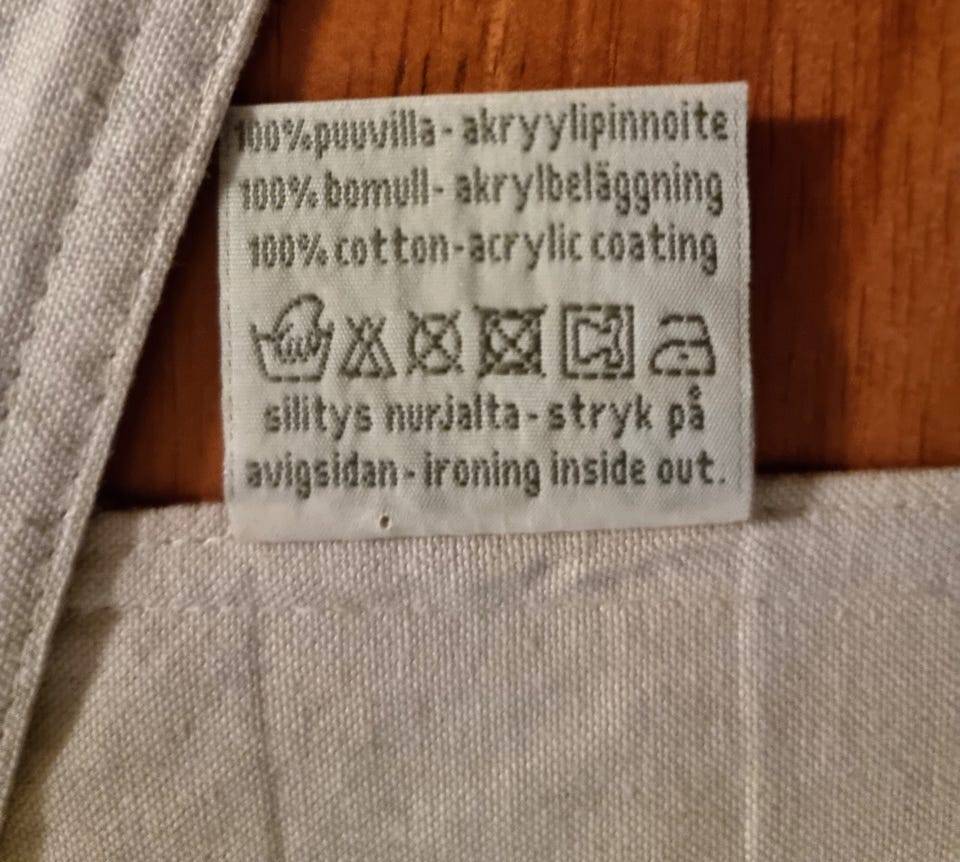 100% puuvilla - akryylipinnoite
100% bomull - akrylbeläggning
100% cotton - acrylic coating
silitys nurjalta - stryk på
avigsidan - ironing inside out.